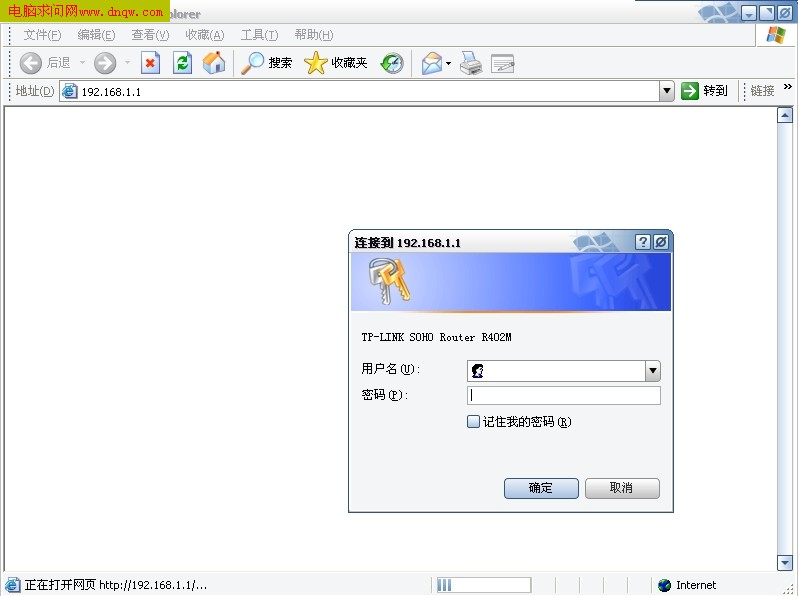 电脑求问网www.dnqw.com plorer
文件(F) 编辑(E) 查看(V) 收藏(A) 工具(T) 帮助(H)
后退 搜索 收藏夹
地址(D) 192.168.1.1 转到 链接 »
连接到 192.168.1.1
TP-LINK SOHO Router R402M
用户名(U):
密码(P):
记住我的密码(R)
确定 取消
正在打开网页 http://192.168.1.1/... Internet